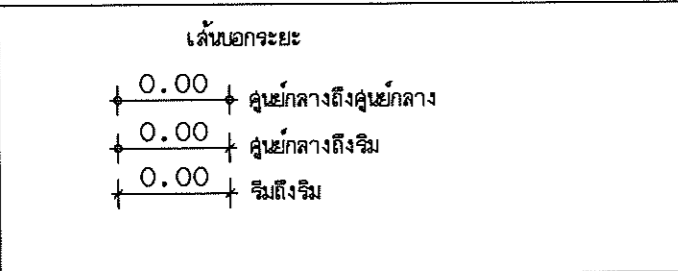 เส้นบอกระยะ
0.00 ศูนย์กลางถึงศูนย์กลาง
0.00 ศูนย์กลางถึงริม
0.00 ริมถึงริม